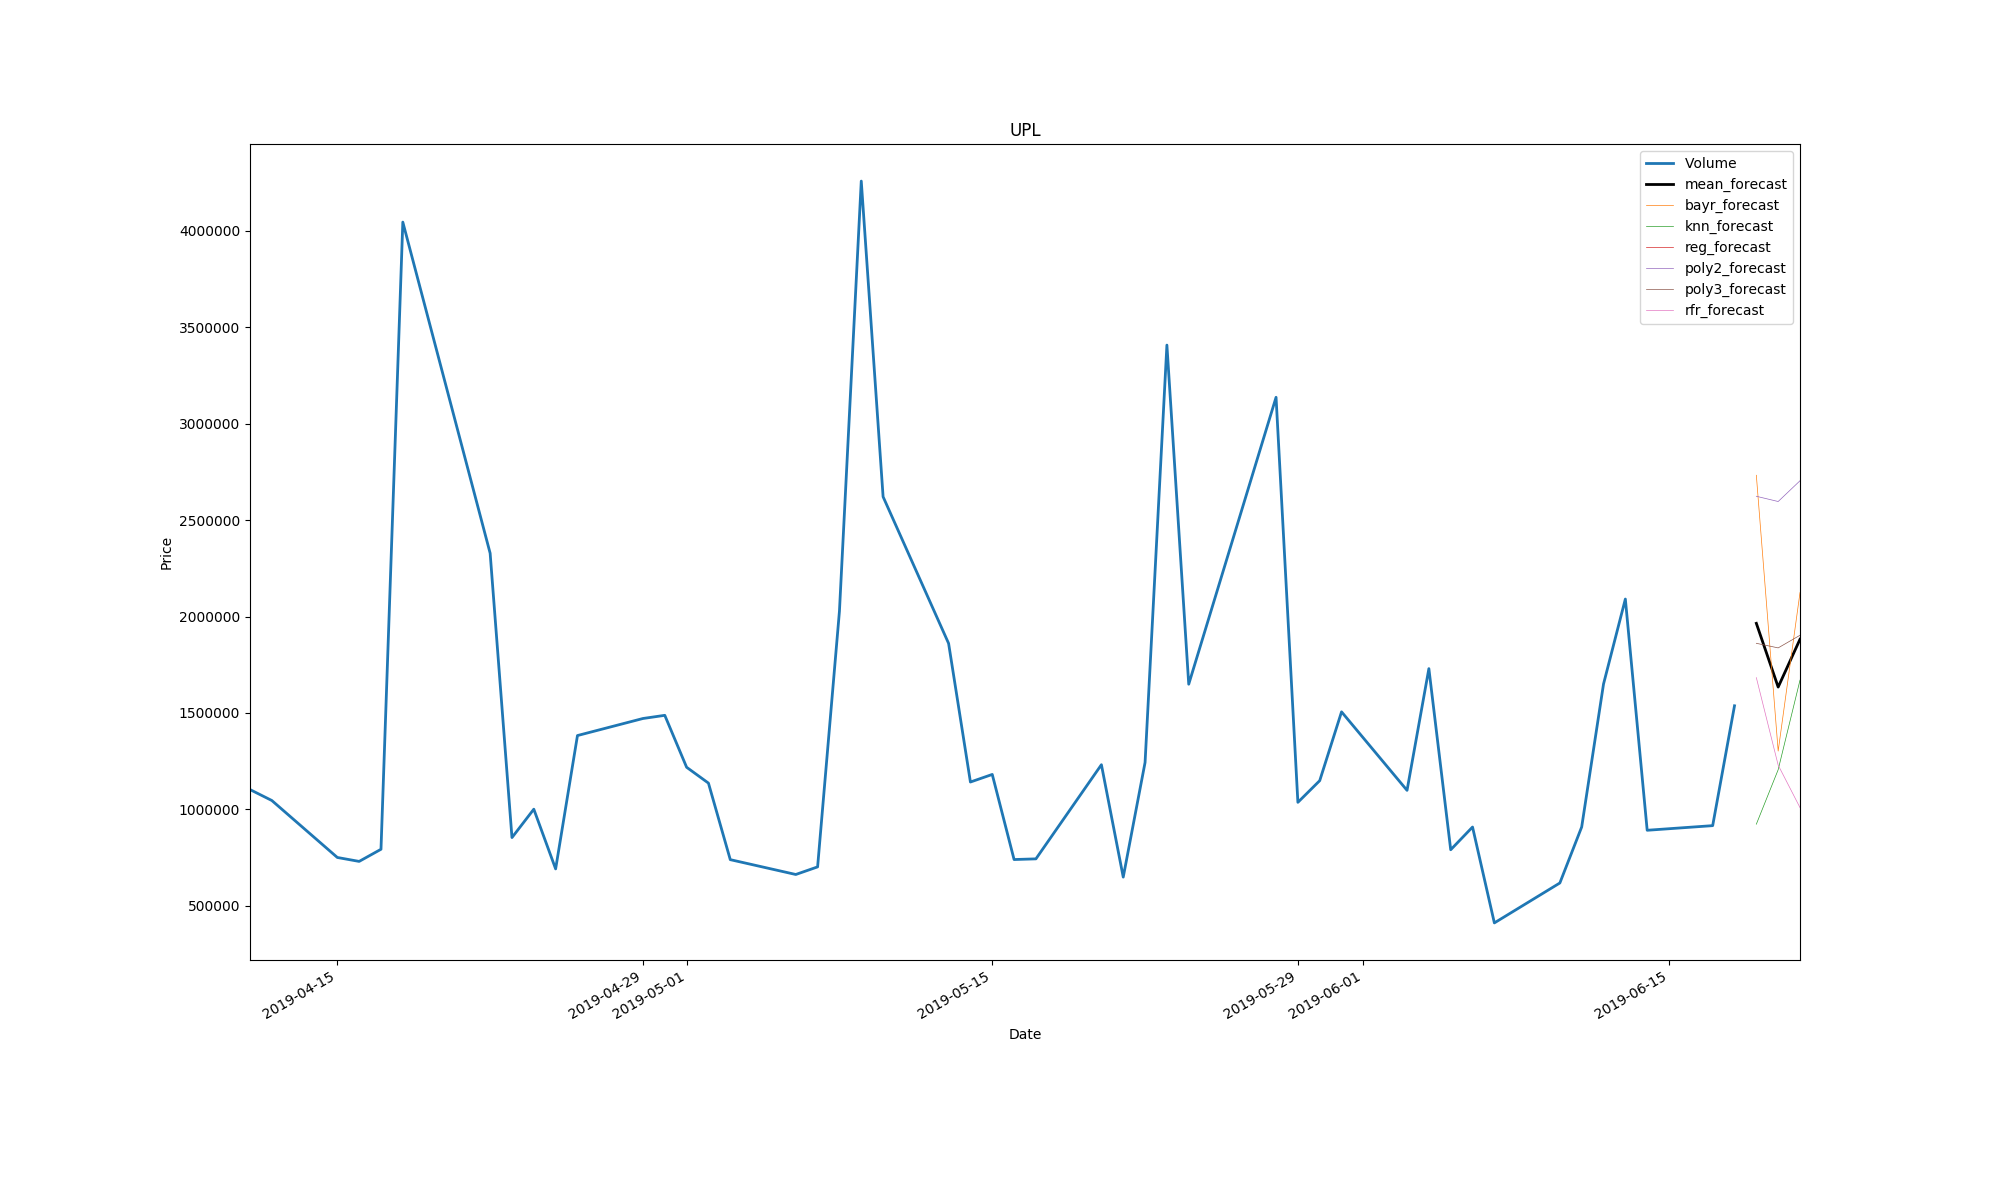 UPL
Volume
mean_forecast
bayr_forecast
knn_forecast
reg_forecast
poly2_forecast
poly3_forecast
rfr_forecast
4000000
3500000
3000000
2500000
2000000
1500000
1000000
500000
Price
2019-04-15
2019-04-29
2019-05-01
2019-05-15
2019-05-29
2019-06-01
2019-06-15
Date